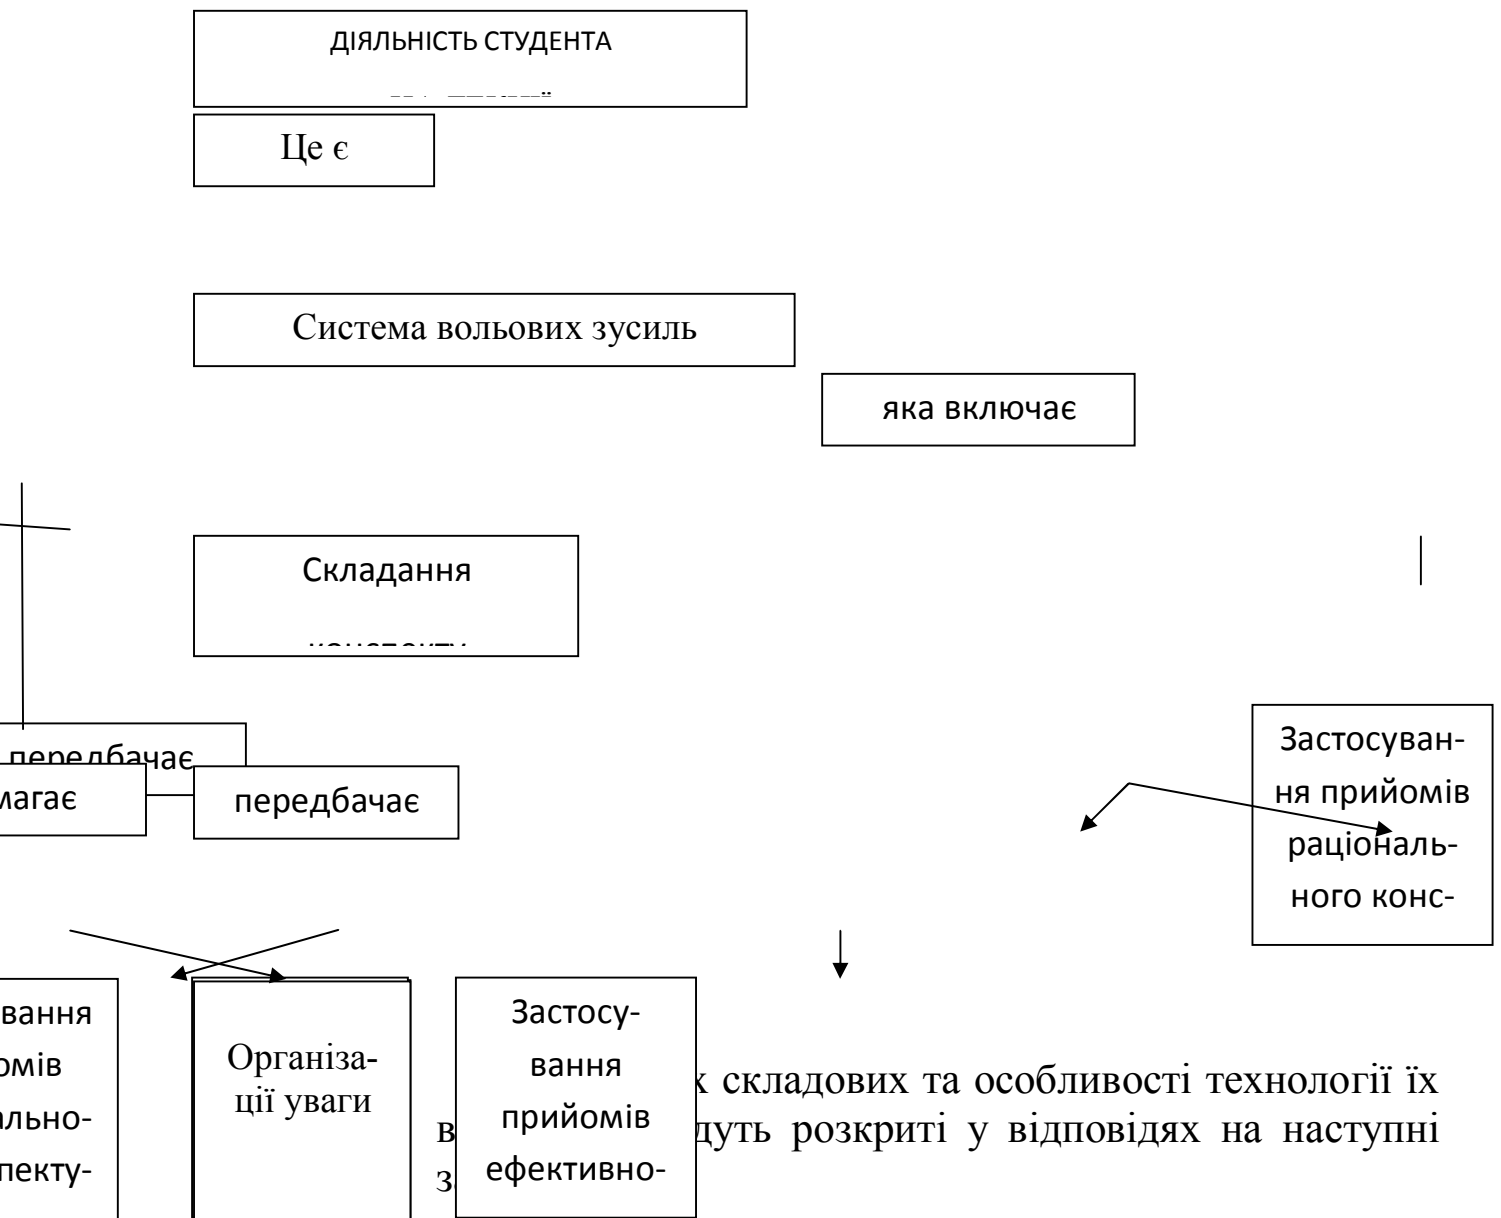 ДІЯЛЬНІСТЬ СТУДЕНТА
Це є
Система вольових зусиль
яка включає
Складання
конспекту
передбачає
магає
передбачає
Застосуван-
ня прийомів
раціональ-
ного конс-
вання
омів
ально-
пекту-
Організа-
ції уваги
Застосу-
вання
прийомів
ефективно-
х складових та особливості технології їх
в дуть розкриті у відповідях на наступні
з